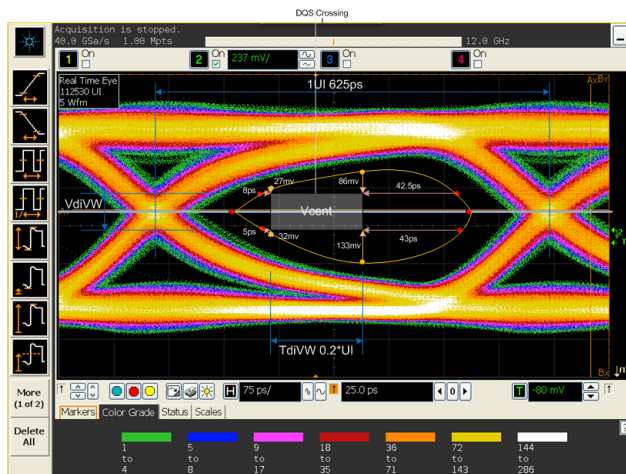 DQS Crossing
Acquisition is stopped.
40.0 GSa/s 1.00 Mpts
12.0 GHz
1 On
2 On 237 mV/
3 On
4 On
Real Time Eye
112530 UI
5 Wfm
1UI 625ps
Ax BY
27mv
86mv
8ps
42.5ps
VdiVW
Vcent
5ps
32mv
133mv
43ps
TdiVW 0.2*UI
Bx
More
(1 of 2)
Delete
All
H 75 ps/
25.0 ps
0
T -80 mV
Markers Color Grade Status Scales
1 5 9 18 36 72 144
to to to to to to to
4 8 17 35 71 143 286